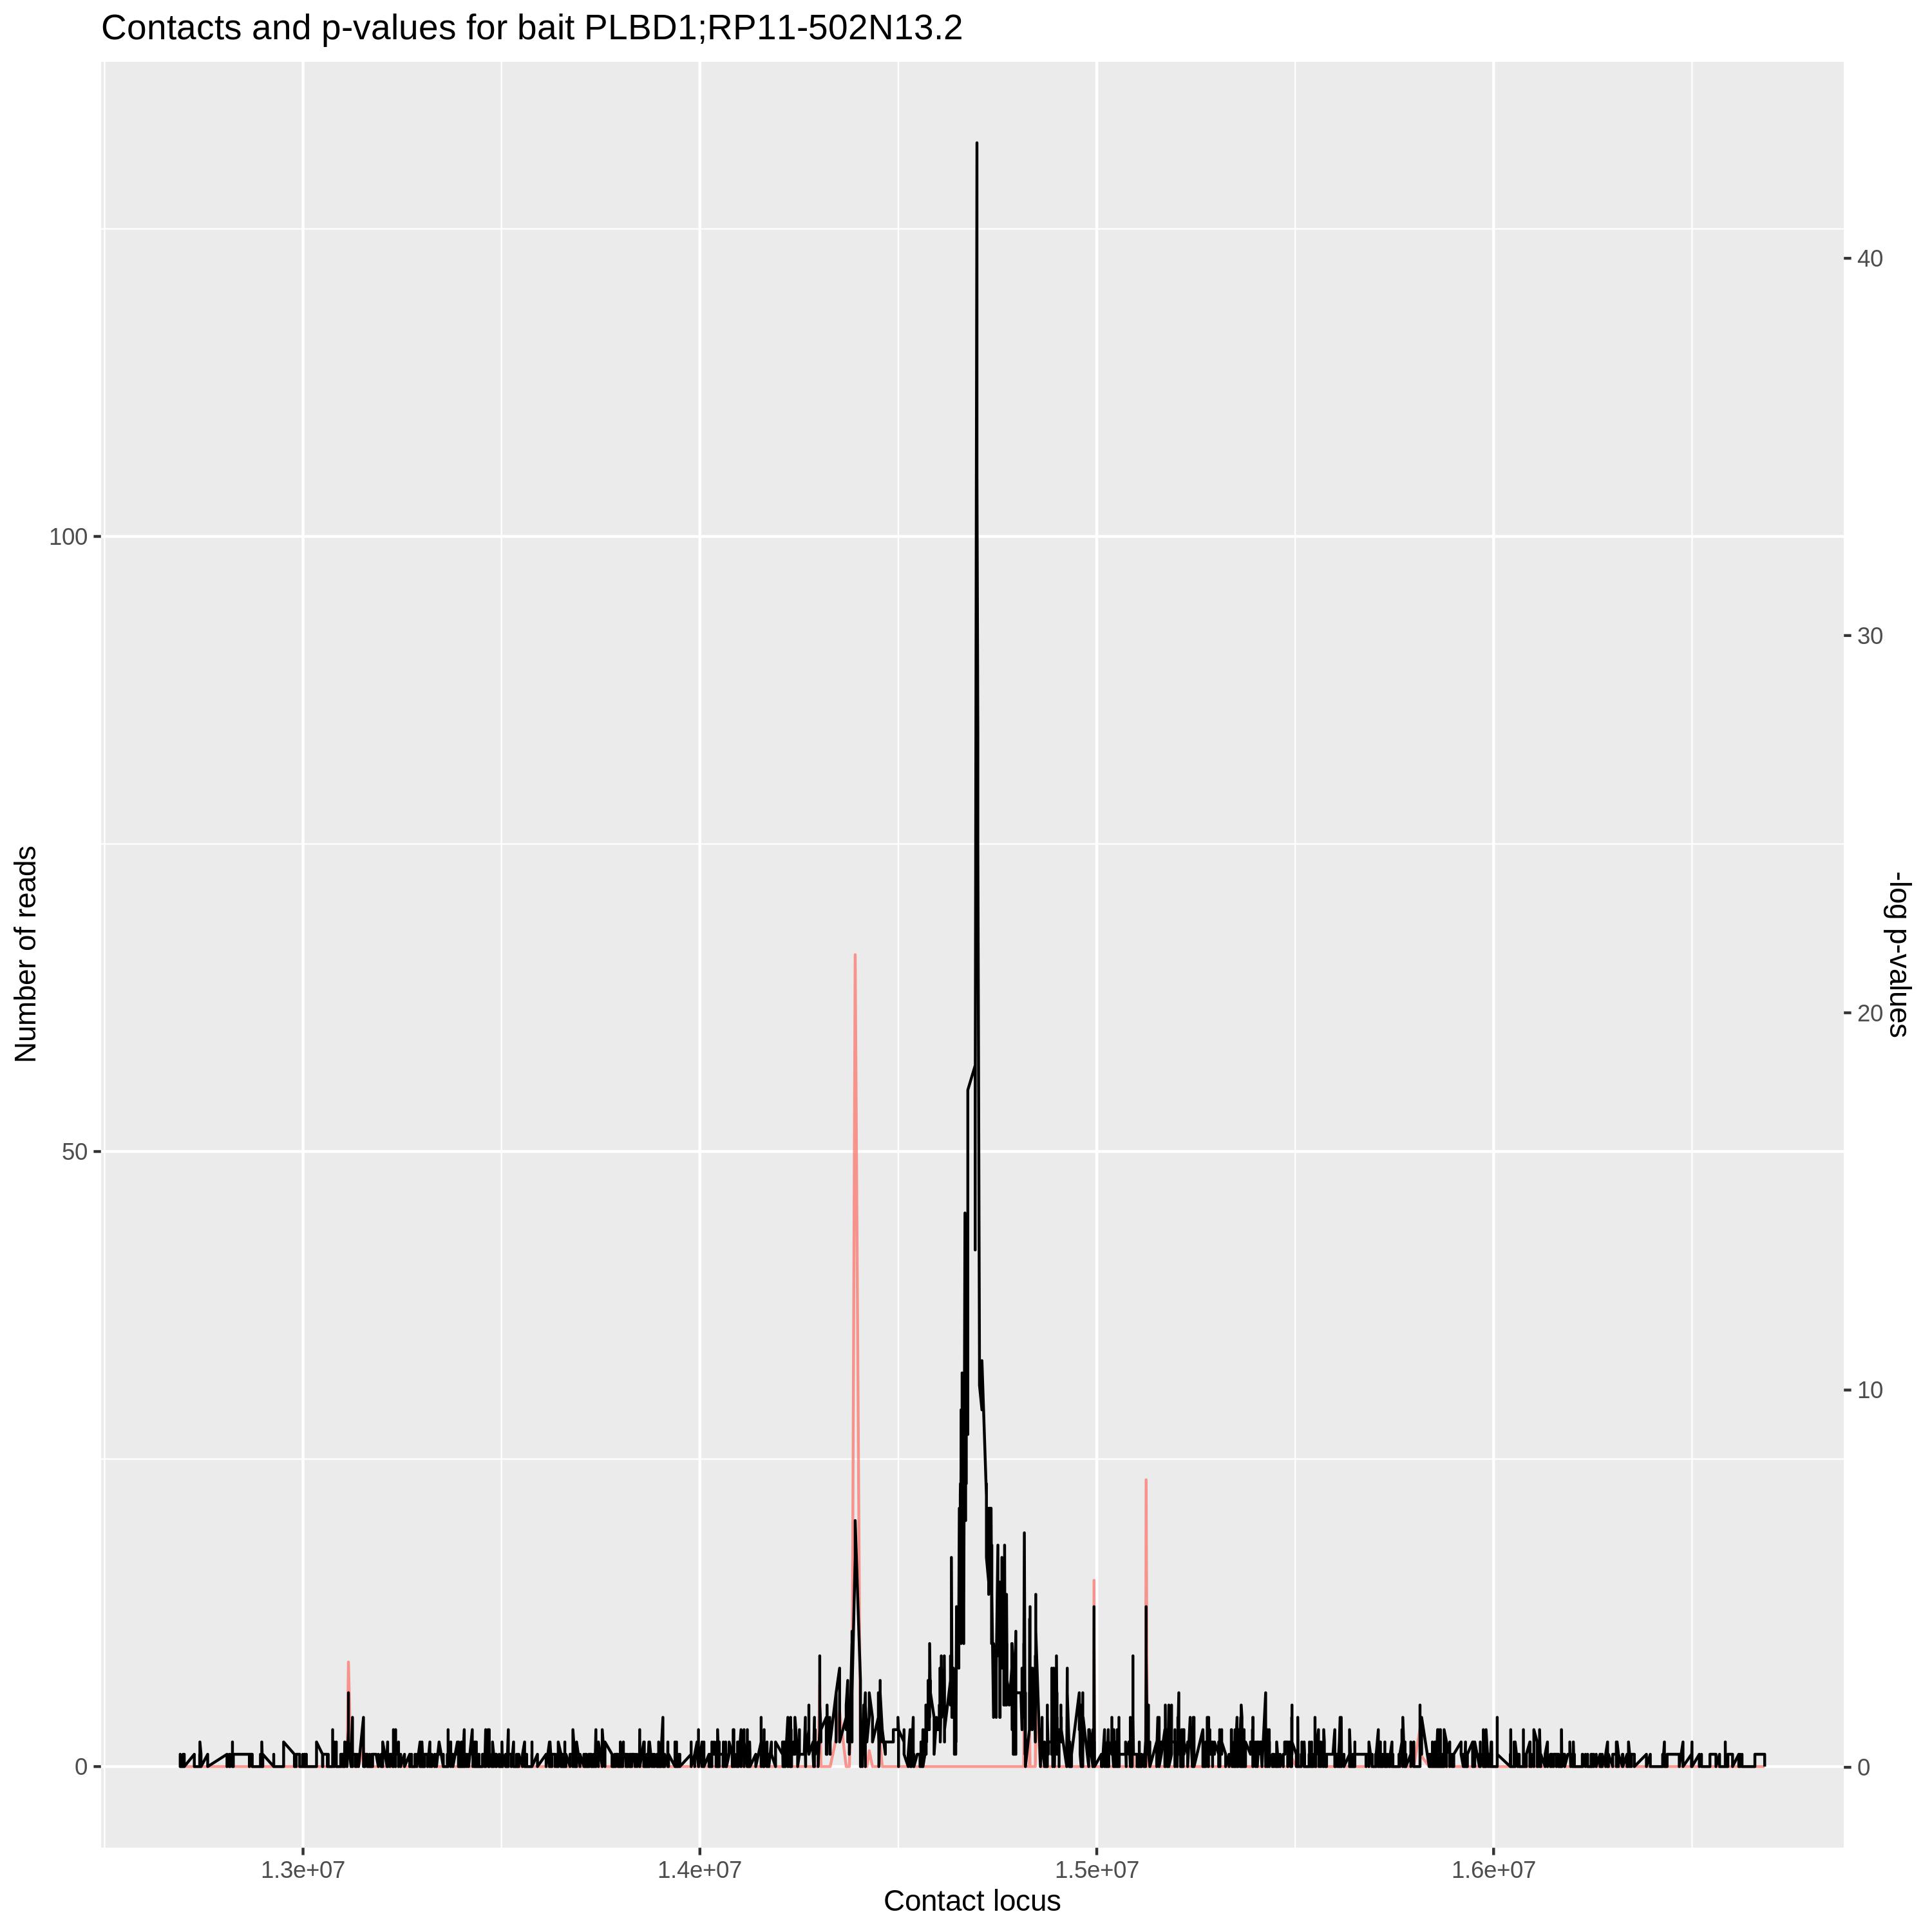 Contacts and p-values for bait PLBD1;RP11-502N13.2
100
50
0
Number of reads
40
30
20
10
0
-log p-values
1.3e+07
1.4e+07
1.5e+07
1.6e+07
Contact locus